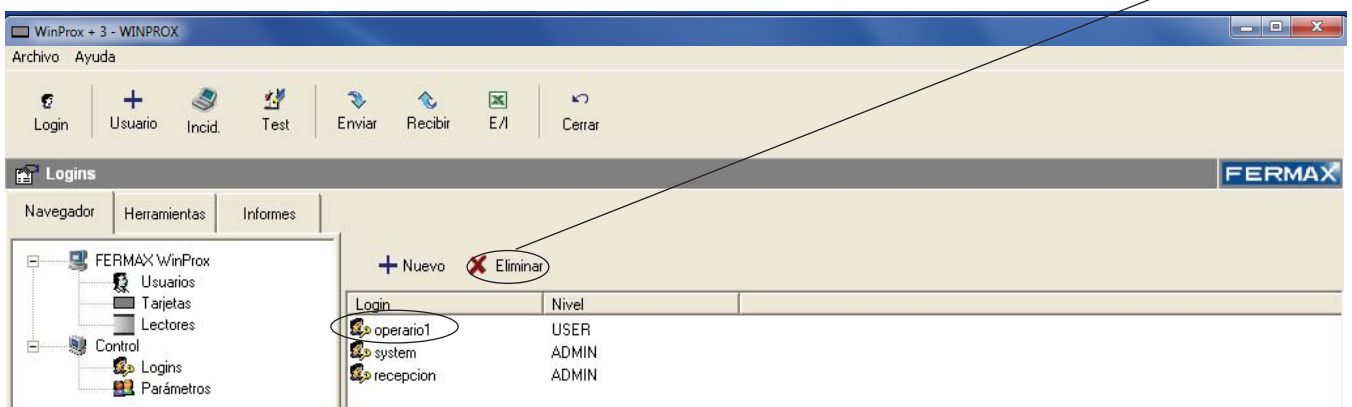 WinProx + 3 - WINPROX
Archivo Ayuda
Login Usuario Incid. Test Enviar Recibir E/I Cerrar
Logins FERMAX
Navegador Herramientas Informes
FERMAX WinProx
Usuarios
Tarjetas
Lectores
Control
Logins
Parámetros
Nuevo Eliminar
Login Nivel
operario1 USER
system ADMIN
recepcion ADMIN